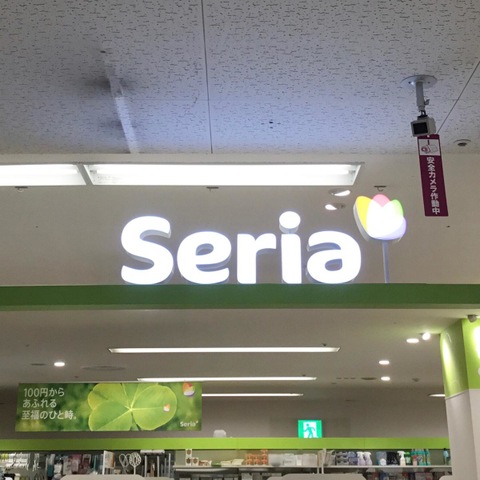 Seria
安全カメラ作動中
100円から
あふれる
至福のひと時。
Seria